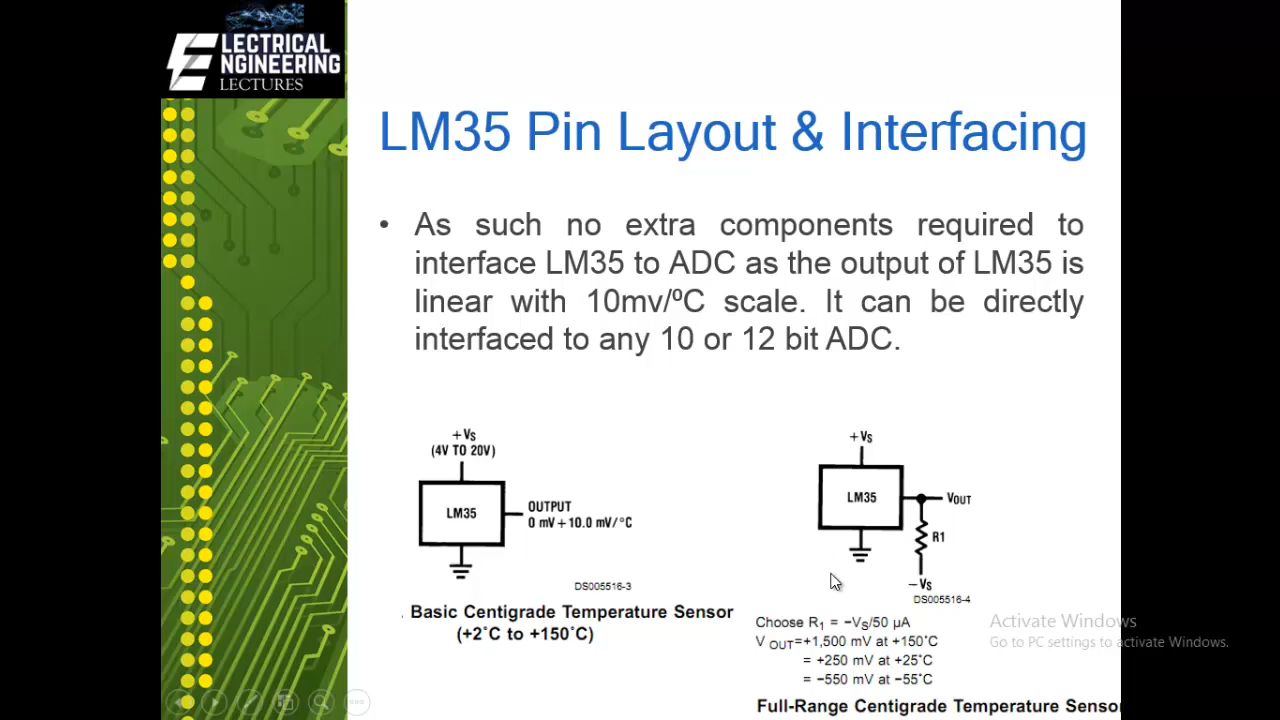 ELECTRICAL
ENGINEERING
LECTURES
LM35 Pin Layout & Interfacing
• As such no extra components required to
interface LM35 to ADC as the output of LM35 is
linear with 10mv/ºC scale. It can be directly
interfaced to any 10 or 12 bit ADC.
+VS
(4V TO 20V)
LM35
OUTPUT
0 mV+10.0 mV/°C
DS005516-3
. Basic Centigrade Temperature Sensor
(+2˚C to +150˚C)
+VS
LM35
VOUT
R1
−VS
DS005516-4
Choose R1 = −VS/50 µA
V OUT=+1,500 mV at +150˚C
= +250 mV at +25˚C
= −550 mV at −55˚C
Full-Range Centigrade Temperature Sensor
Activate Windows
Go to PC settings to activate Windows.